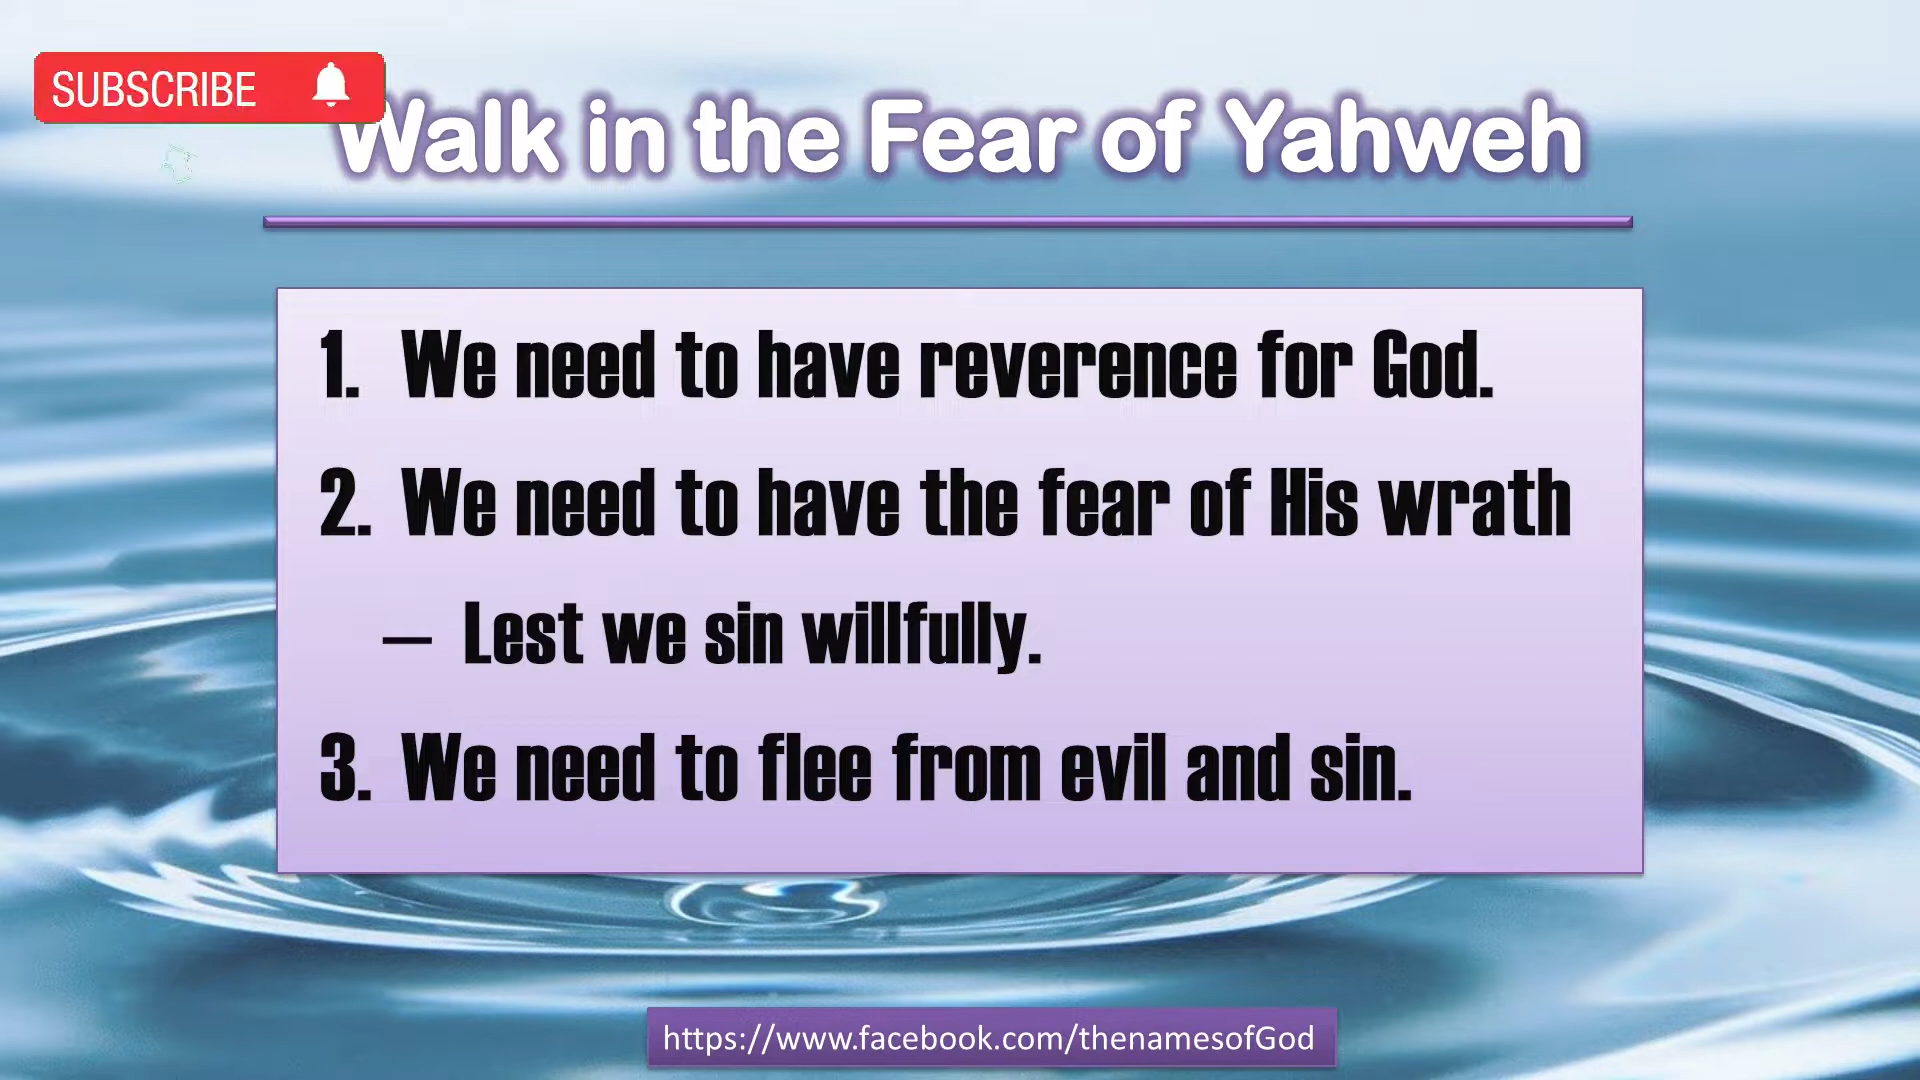 SUBSCRIBE
Walk in the Fear of Yahweh
1. We need to have reverence for God.
2. We need to have the fear of His wrath
– Lest we sin willfully.
3. We need to flee from evil and sin.
https://www.facebook.com/thenamesofGod